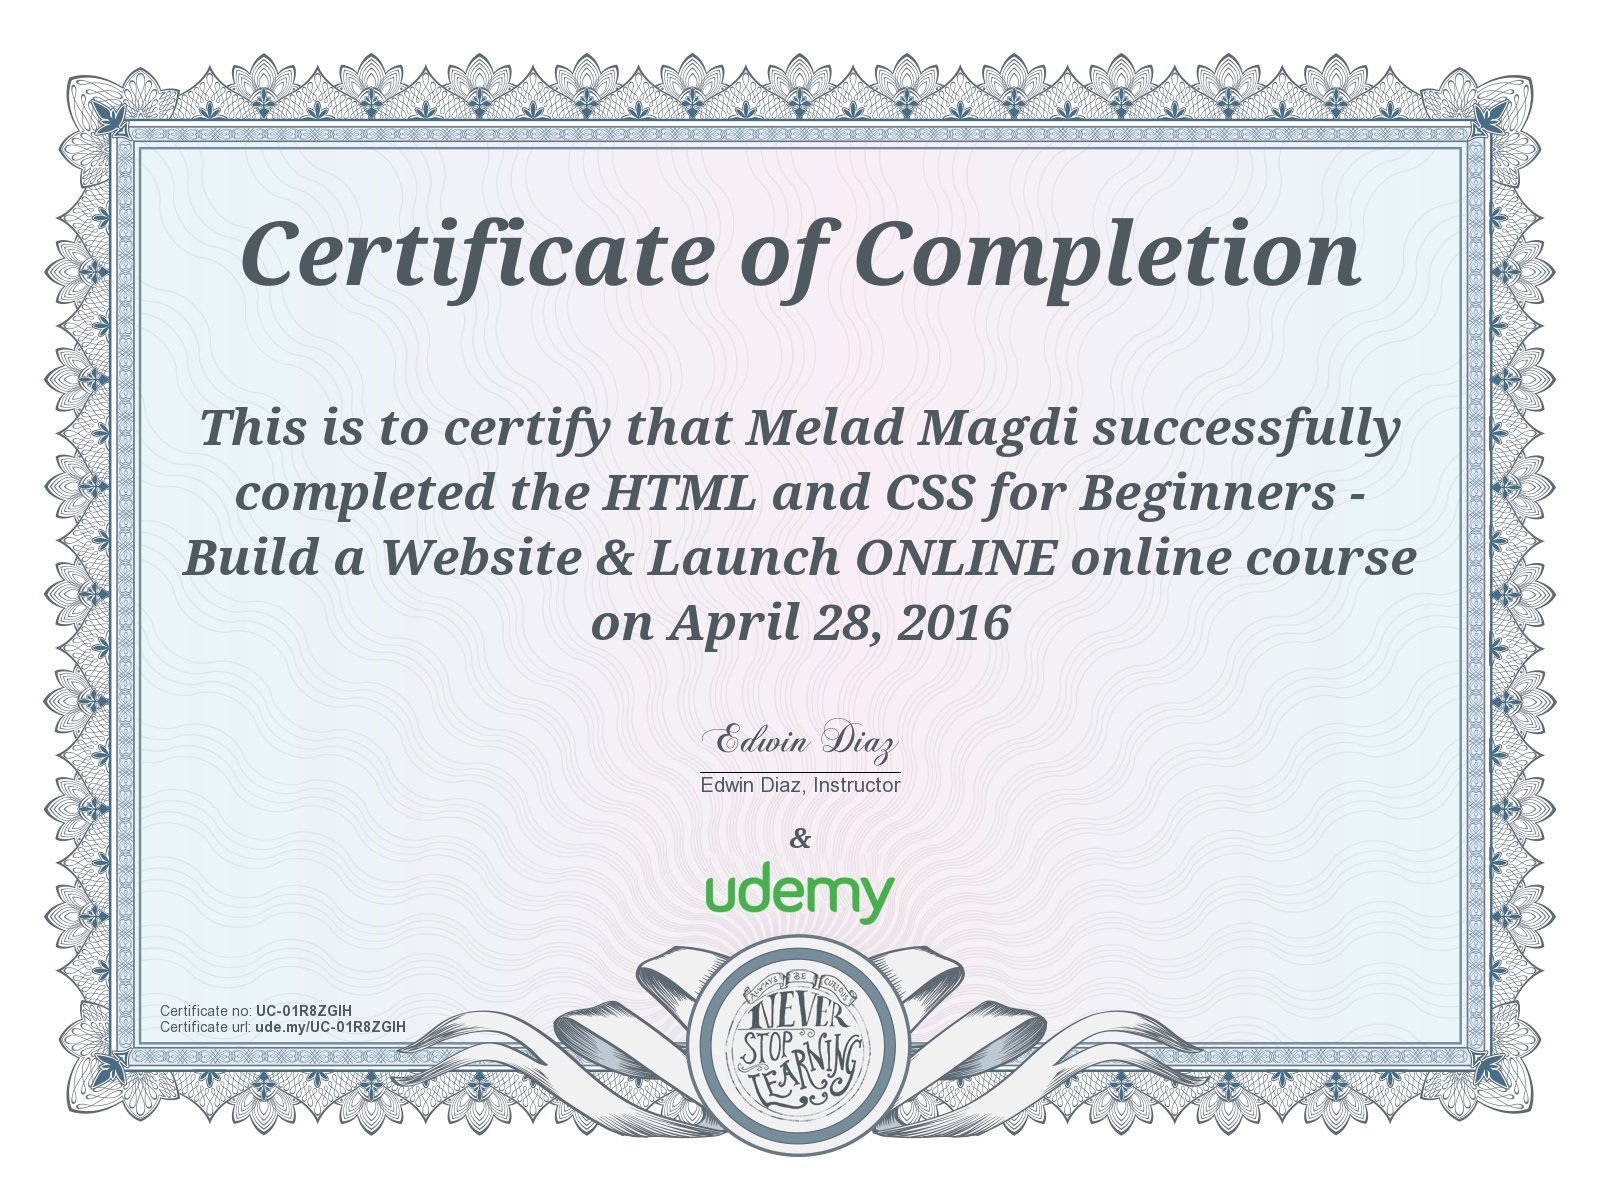 Certificate of Completion
This is to certify that Melad Magdi successfully
completed the HTML and CSS for Beginners -
Build a Website & Launch ONLINE online course
on April 28, 2016
Edwin Diaz
Edwin Diaz, Instructor
&
udemy
Certificate no: UC-01R8ZGIH
Certificate url: ude.my/UC-01R8ZGIH
ALWAYS BE CURIOUS
NEVER
STOP
LEARNING